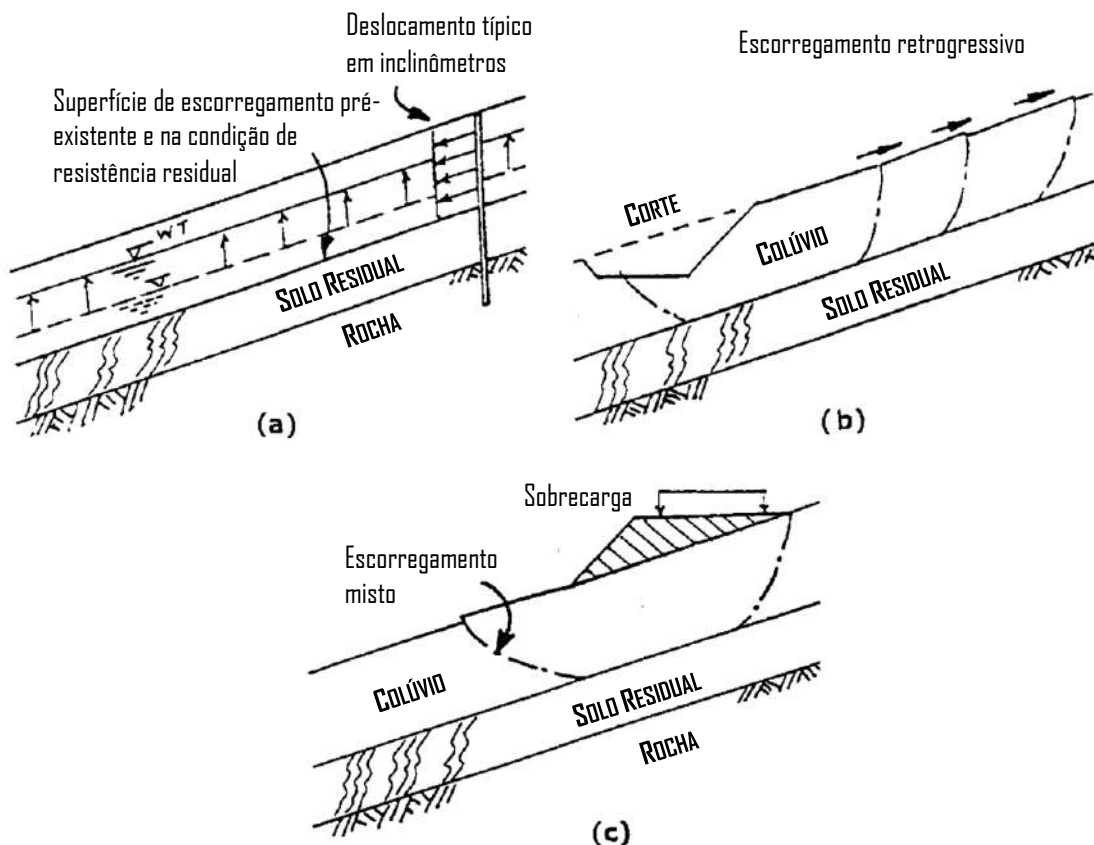 Deslocamento típico
em inclinômetros
Superfície de escorregamento pré-
existente e na condição de
resistência residual
WT
SOLO RESIDUAL
ROCHA
(a)
Escorregamento retrogressivo
CORTE
COLÚVIO
SOLO RESIDUAL
(b)
Sobrecarga
Escorregamento
misto
COLÚVIO
SOLO RESIDUAL
ROCHA
(c)